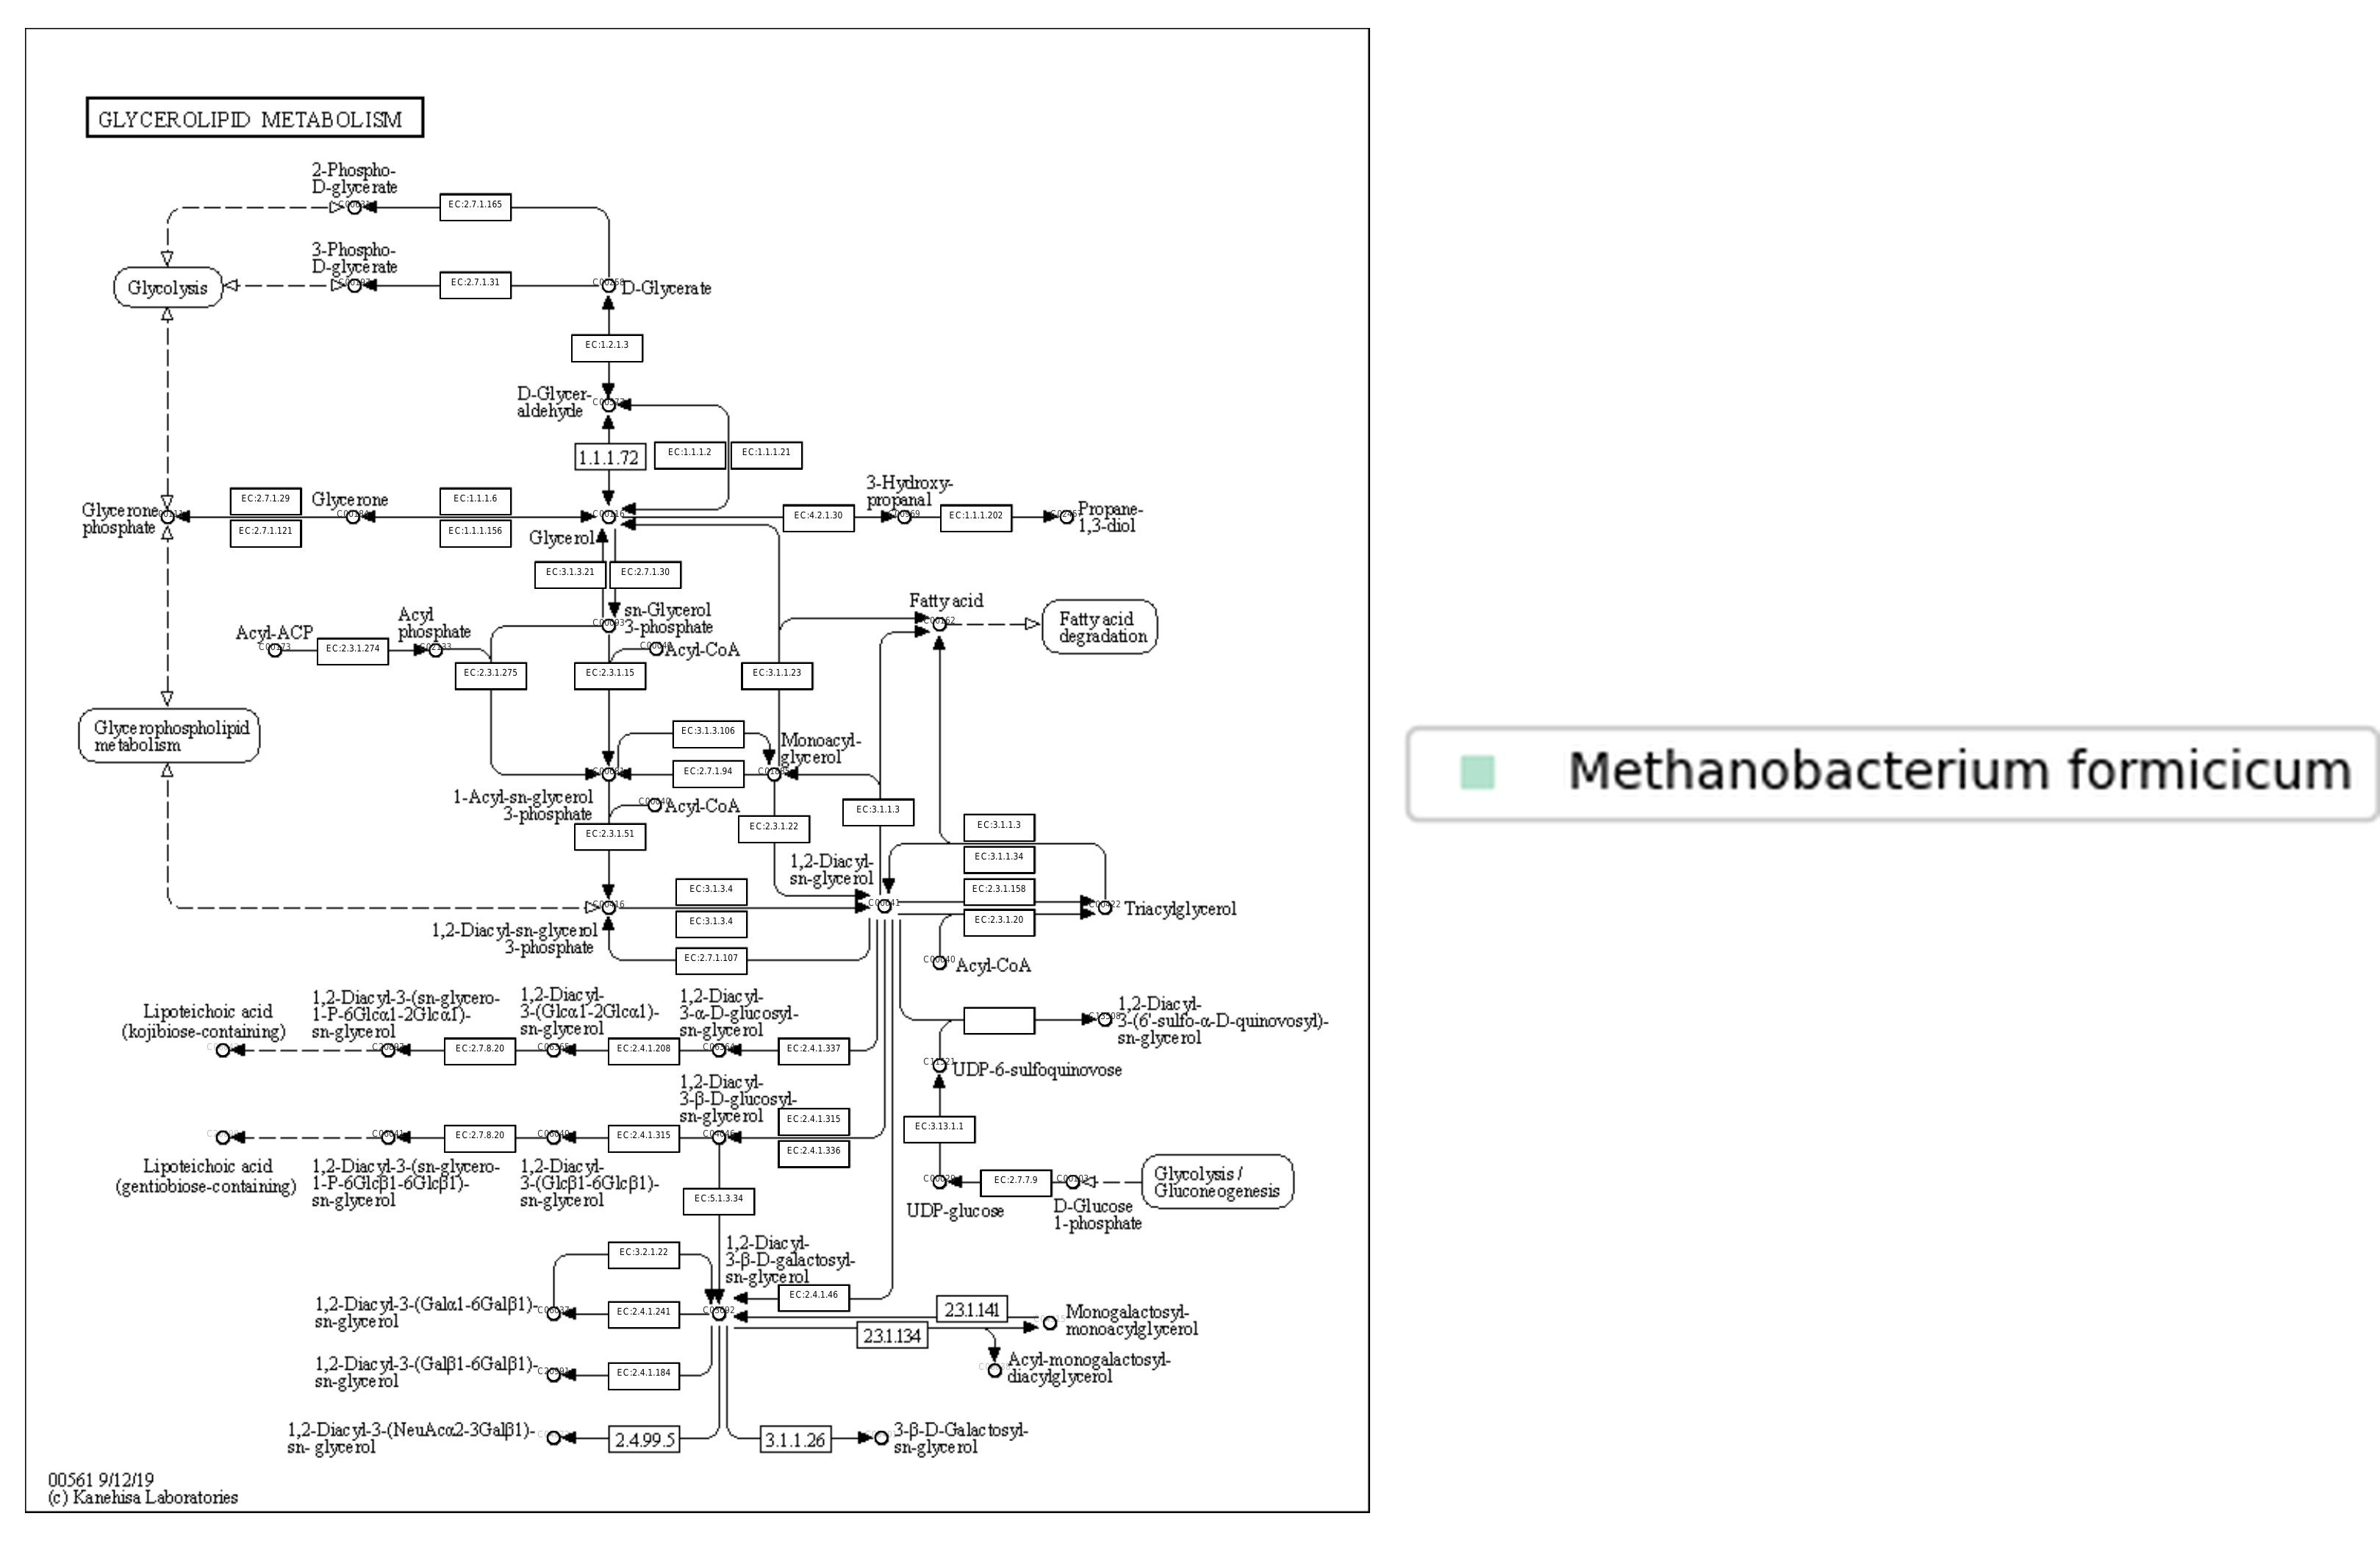 GLYCEROLIPID METABOLISM
2-Phospho-
D-glycerate
EC:2.7.1.165
3-Phospho-
D-glycerate
Glycolysis
EC:2.7.1.31
D-Glycerate
EC:1.2.1.3
D-Glycer-
aldehyde
1.1.1.72
EC:1.1.1.2
EC:1.1.1.21
Glycerone
phosphate
EC:2.7.1.29
EC:2.7.1.121
Glycerone
EC:1.1.1.6
EC:1.1.1.156
Glycerol
EC:4.2.1.30
3-Hydroxy-
propanal
EC:1.1.1.202
Propane-
1,3-diol
EC:3.1.3.21
EC:2.7.1.30
sn-Glycerol
3-phosphate
Acyl-ACP
EC:2.3.1.274
Acyl
phosphate
Acyl-CoA
Fatty acid
Fatty acid
degradation
EC:2.3.1.275
EC:2.3.1.15
EC:3.1.1.23
Glycerophospholipid
metabolism
EC:3.1.3.106
Monoacyl-
glycerol
EC:2.7.1.94
1-Acyl-sn-glycerol
3-phosphate
Acyl-CoA
EC:2.3.1.51
EC:2.3.1.22
EC:3.1.1.3
EC:3.1.1.3
EC:3.1.1.34
1,2-Diacyl-
sn-glycerol
EC:3.1.3.4
EC:3.1.3.4
EC:2.3.1.158
EC:2.3.1.20
Triacylglycerol
1,2-Diacyl-sn-glycerol
3-phosphate
EC:2.7.1.107
Acyl-CoA
Lipoteichoic acid
(kojibiose-containing)
1,2-Diacyl-3-(sn-glycero-
1-P-6Glcα1-2Glcα1)-
sn-glycerol
1,2-Diacyl-
3-(Glcα1-2Glcα1)-
sn-glycerol
1,2-Diacyl-
3-α-D-glucosyl-
sn-glycerol
EC:2.7.8.20
EC:2.4.1.208
EC:2.4.1.337
1,2-Diacyl-
3-(6'-sulfo-α-D-quinovosyl)-
sn-glycerol
UDP-6-sulfoquinovose
1,2-Diacyl-
3-β-D-glucosyl-
sn-glycerol
EC:2.4.1.315
EC:2.4.1.336
EC:2.7.8.20
EC:2.4.1.315
EC:3.13.1.1
Lipoteichoic acid
(gentiobiose-containing)
1,2-Diacyl-3-(sn-glycero-
1-P-6Glcβ1-6Glcβ1)-
sn-glycerol
1,2-Diacyl-
3-(Glcβ1-6Glcβ1)-
sn-glycerol
EC:5.1.3.34
UDP-glucose
EC:2.7.7.9
D-Glucose
1-phosphate
Glycolysis /
Gluconeogenesis
EC:3.2.1.22
1,2-Diacyl-
3-β-D-galactosyl-
sn-glycerol
EC:2.4.1.46
1,2-Diacyl-3-(Galα1-6Galβ1)-
sn-glycerol
EC:2.4.1.241
2.3.1.141
2.3.1.134
Monogalactosyl-
monoacylglycerol
Acyl-monogalactosyl-
diacylglycerol
1,2-Diacyl-3-(Galβ1-6Galβ1)-
sn-glycerol
EC:2.4.1.184
1,2-Diacyl-3-(NeuAcα2-3Galβ1)-
sn- glycerol
2.4.99.5
3.1.1.26
3-β-D-Galactosyl-
sn-glycerol
00561 9/12/19
(c) Kanehisa Laboratories
Methanobacterium formicicum